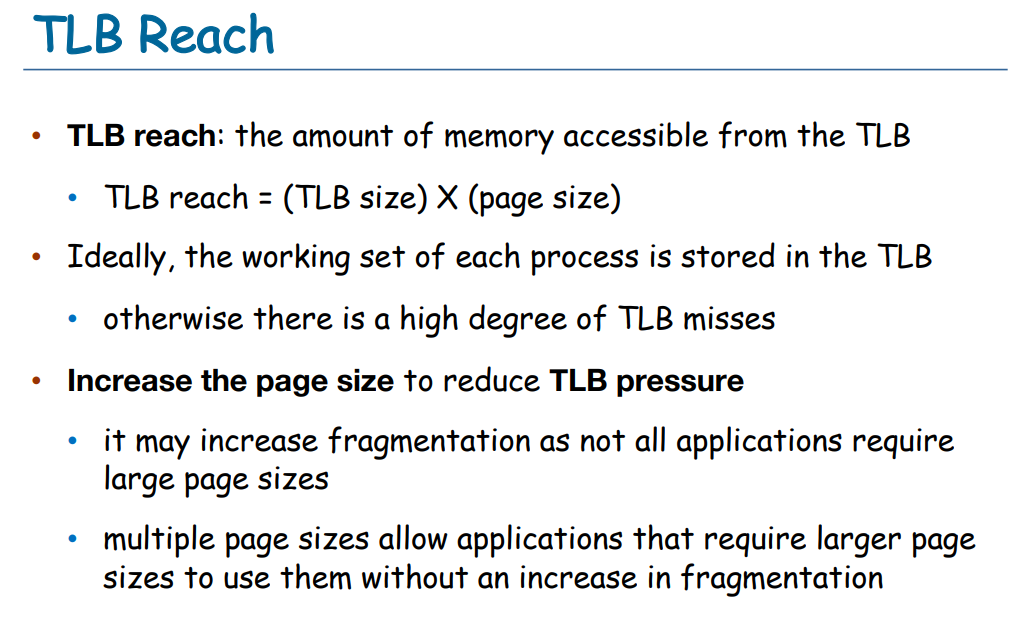 TLB Reach
• TLB reach: the amount of memory accessible from the TLB
• TLB reach = (TLB size) X (page size)
• Ideally, the working set of each process is stored in the TLB
• otherwise there is a high degree of TLB misses
• Increase the page size to reduce TLB pressure
• it may increase fragmentation as not all applications require
large page sizes
• multiple page sizes allow applications that require larger page
sizes to use them without an increase in fragmentation